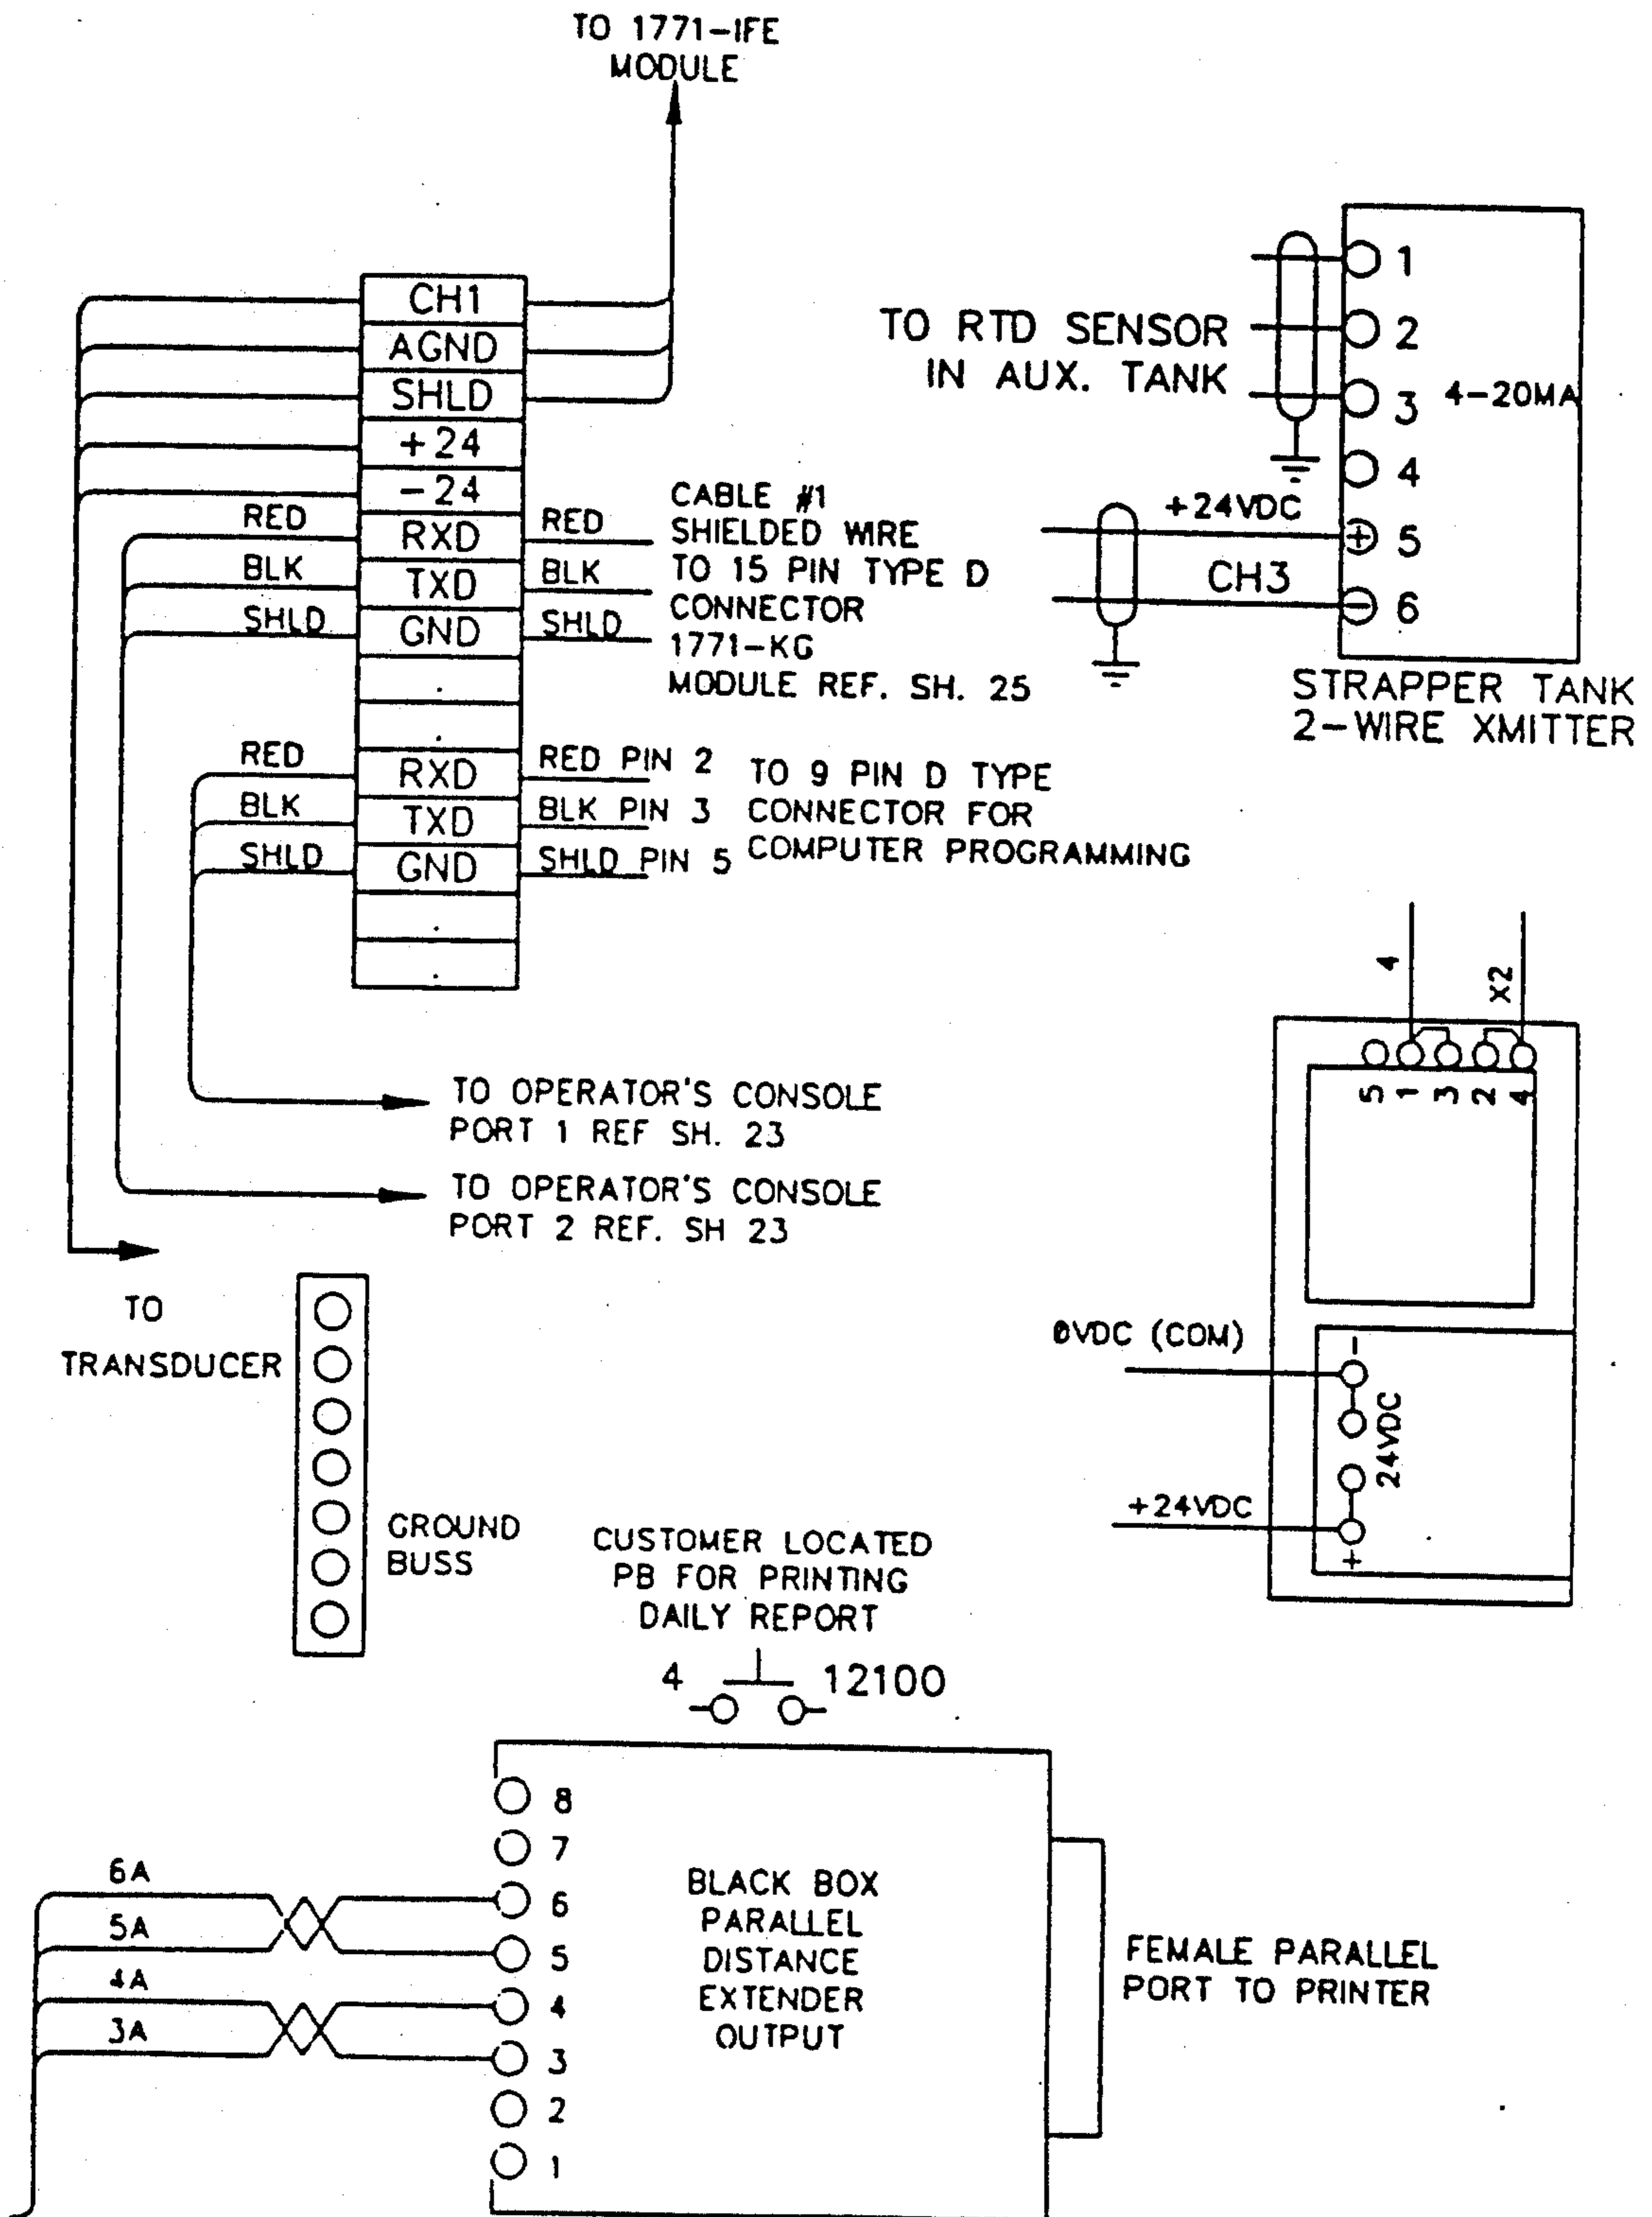 TO 1771-IFE
MODULE
CH1
AGND
SHLD
+24
-24
RED RXD RED
BLK TXD BLK
SHLD GND SHLD
CABLE #1
SHIELDED WIRE
TO 15 PIN TYPE D
CONNECTOR
1771-KG
MODULE REF. SH. 25
RED RXD RED PIN 2
BLK TXD BLK PIN 3
SHLD GND SHLD PIN 5
TO 9 PIN D TYPE
CONNECTOR FOR
COMPUTER PROGRAMMING
TO RTD SENSOR
IN AUX. TANK
1
2
3 4-20MA
4
+24VDC 5
CH3 6
STRAPPER TANK
2-WIRE XMITTER
TO OPERATOR'S CONSOLE
PORT 1 REF SH. 23
TO OPERATOR'S CONSOLE
PORT 2 REF. SH 23
TO
TRANSDUCER
GROUND
BUSS
4 X2
5 1 3 2 4
0VDC (COM) -
24VDC
+24VDC +
CUSTOMER LOCATED
PB FOR PRINTING
DAILY REPORT
4 12100
8
7
6A 6
5A 5
4A 4
3A 3
2
1
BLACK BOX
PARALLEL
DISTANCE
EXTENDER
OUTPUT
FEMALE PARALLEL
PORT TO PRINTER